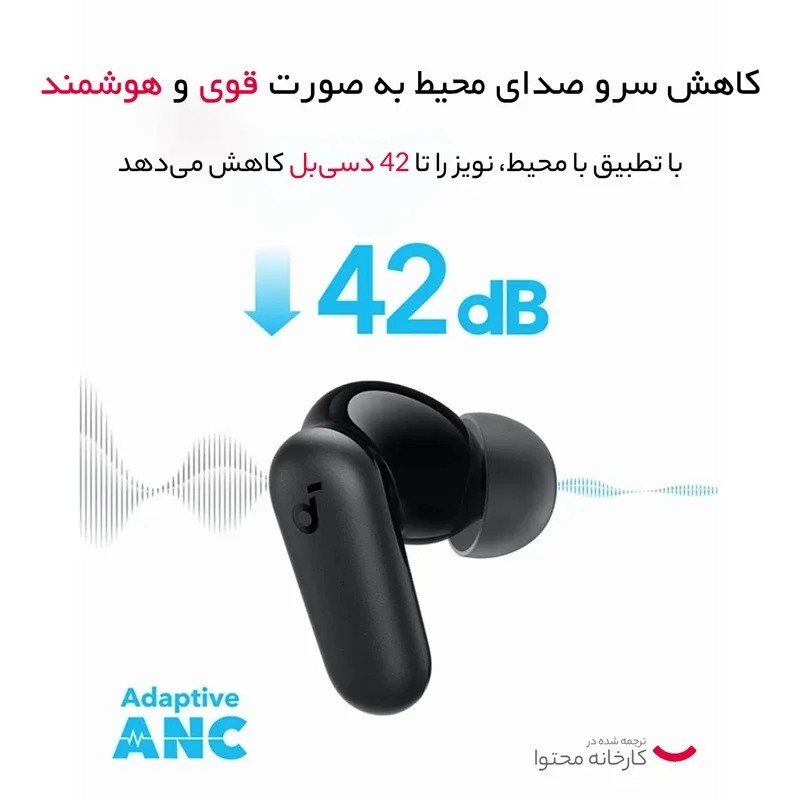 کاهش سر و صدای محیط به صورت قوی و هوشمند
با تطبیق با محیط، نویز را تا 42 دسی‌بل کاهش می‌دهد
42 dB
Adaptive
ANC
ترجمه شده در
کارخانه محتوا